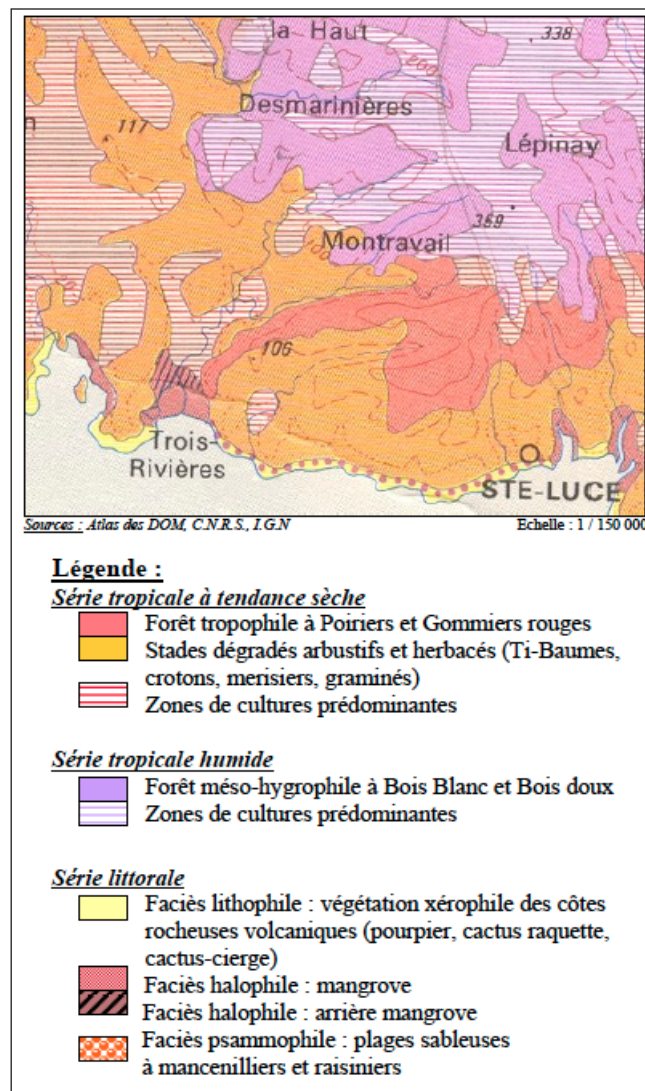 la Haut
338
200
Desmarinières
117
Lépinay
n
359
Montravail
106
Trois-
Rivières
STE-LUCE
Sources : Atlas des DOM, C.N.R.S., I.G.N Echelle : 1 / 150 000
Légende :
Série tropicale à tendance sèche
Forêt tropophile à Poiriers et Gommiers rouges
Stades dégradés arbustifs et herbacés (Ti-Baumes,
crotons, merisiers, graminés)
Zones de cultures prédominantes
Série tropicale humide
Forêt méso-hygrophile à Bois Blanc et Bois doux
Zones de cultures prédominantes
Série littorale
Faciès lithophile : végétation xérophile des côtes
rocheuses volcaniques (pourpier, cactus raquette,
cactus-cierge)
Faciès halophile : mangrove
Faciès halophile : arrière mangrove
Faciès psammophile : plages sableuses
à mancenilliers et raisiniers